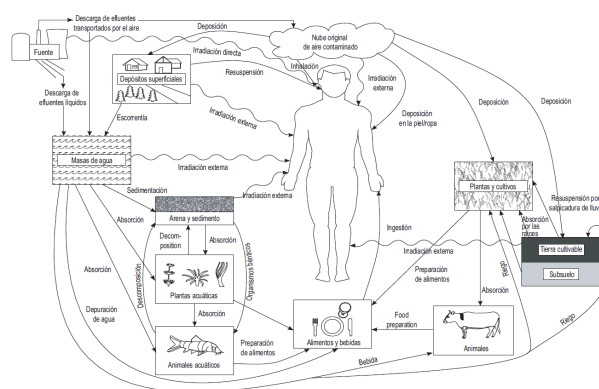 Descarga de efluentes
transportados por el aire
Fuente
Deposición
Nube original
de aire contaminado
Irradiación directa
Depósitos superficiales
Resuspensión
Inhalación
Irradiación
externa
Deposición
en la piel/ropa
Deposición
Deposición
Descarga de
efluentes líquidos
Escorrentía
Irradiación externa
Masas de agua
Irradiación externa
Sedimentación
Irradiación externa
Arena y sedimento
Absorción
Decom-
position
Absorción
Organismos bénticos
Descomposición
Absorción
Plantas acuáticas
Absorción
Depuración
de agua
Animales acuáticos
Preparación
de alimentos
Ingestión
Irradiación externa
Preparación
de alimentos
Alimentos y bebidas
Food
preparation
Bebida
Plantas y cultivos
Absorción
Animales
Riego
Absorción
por las
raíces
Resuspensión por
salpicadura de lluv
Tierra cultivable
Subsuelo
Riego